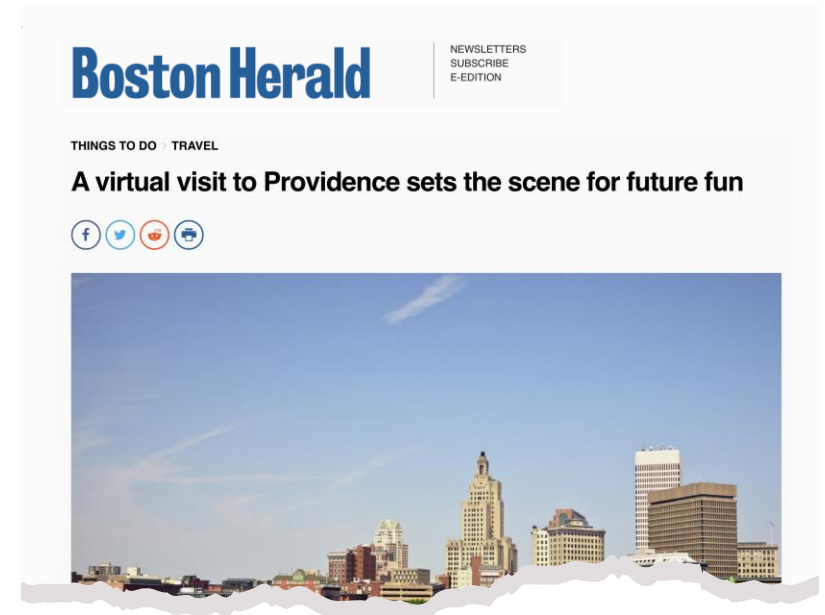 Boston Herald
NEWSLETTERS
SUBSCRIBE
E-EDITION
THINGS TO DO > TRAVEL
A virtual visit to Providence sets the scene for future fun